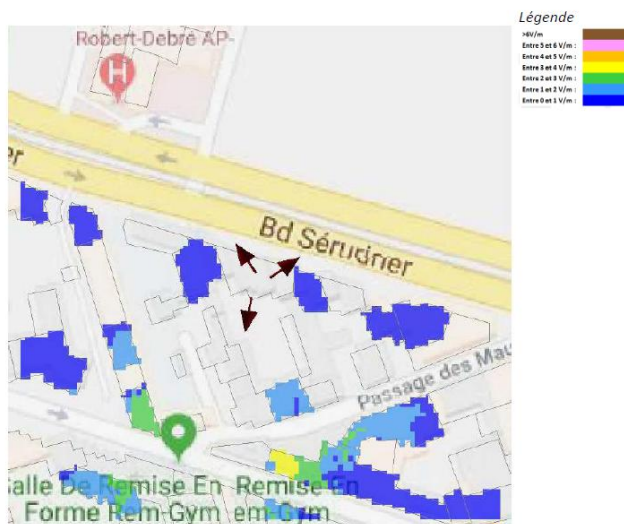 Légende
>6V/m
Entre 5 et 6 V/m :
Entre 4 et 5 V/m :
Entre 3 et 4 V/m :
Entre 2 et 3 V/m :
Entre 1 et 2 V/m :
Entre 0 et 1 V/m :
Robert-Debré AP-
H
er
Bd Sérurier
Passage des Mau
Salle De Remise En
Forme Rem-Gym
Remise En
em-Gym